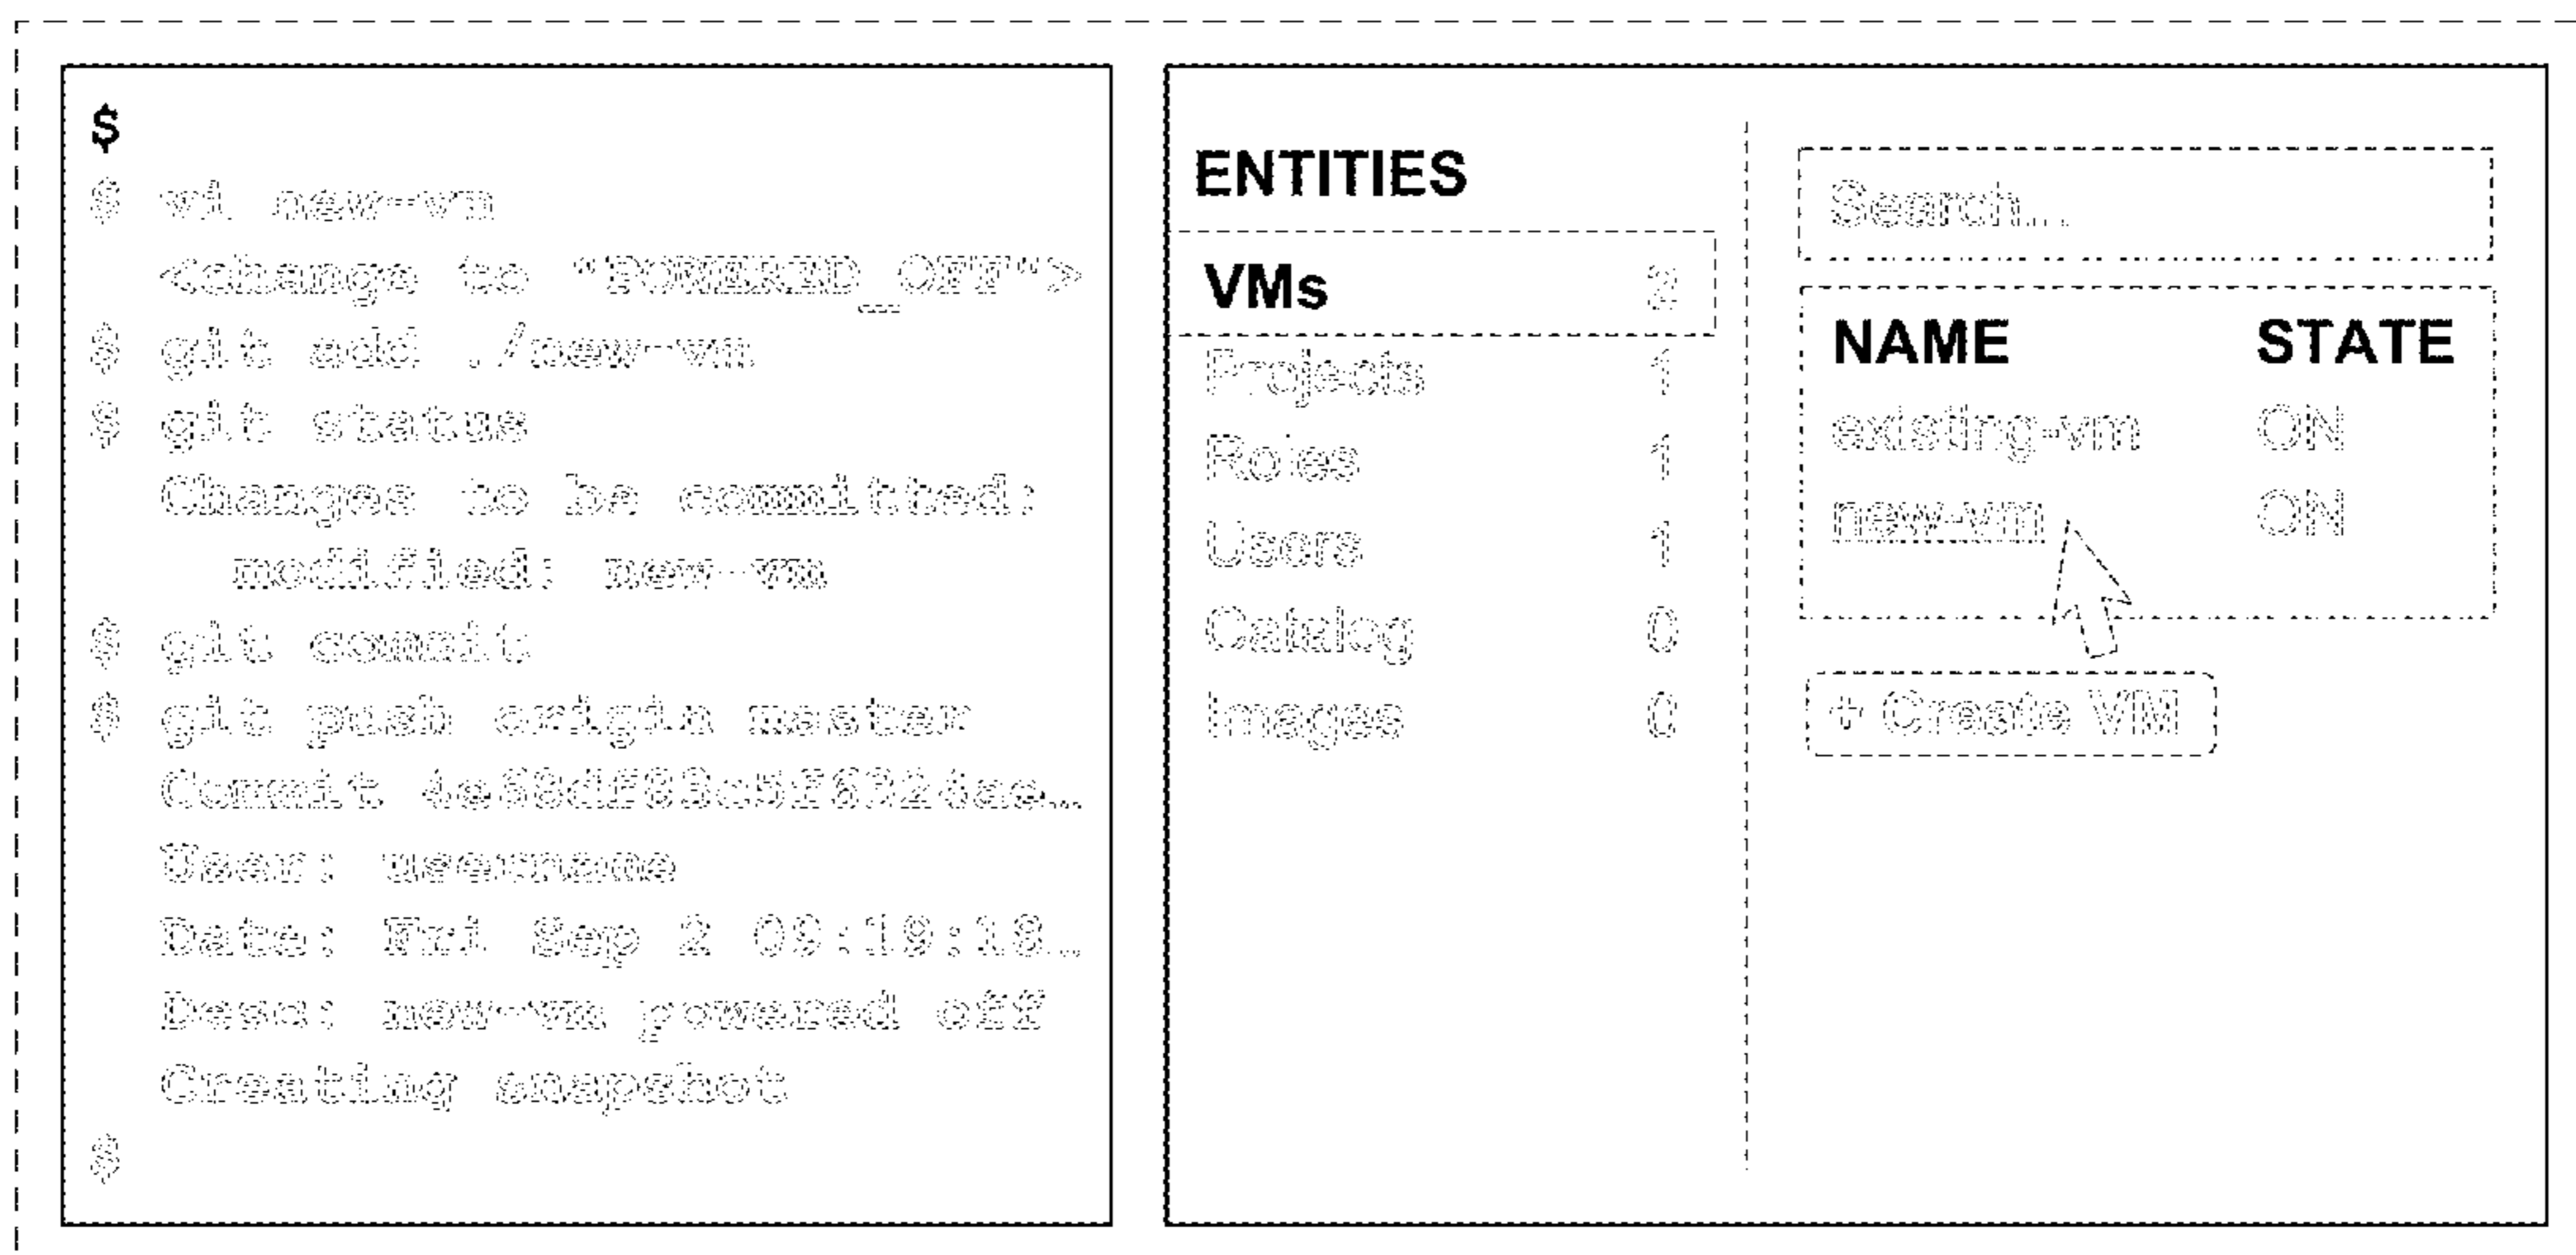 $
$ vi new-vm
<change to "POWERED_OFF">
$ git add ./new-vm
$ git status
Changes to be committed:
modified: new-vm
$ git commit
$ git push origin master
Commit
User: username
Date: Fri Sep 2 09:19:18…
Desc: new-vm powered off
Creating snapshot
$
ENTITIES
VMs 2
Projects 1
Roles 1
Users 1
Catalog 0
Images 0
Search...
NAME STATE
existing-vm ON
new-vm ON
+ Create VM